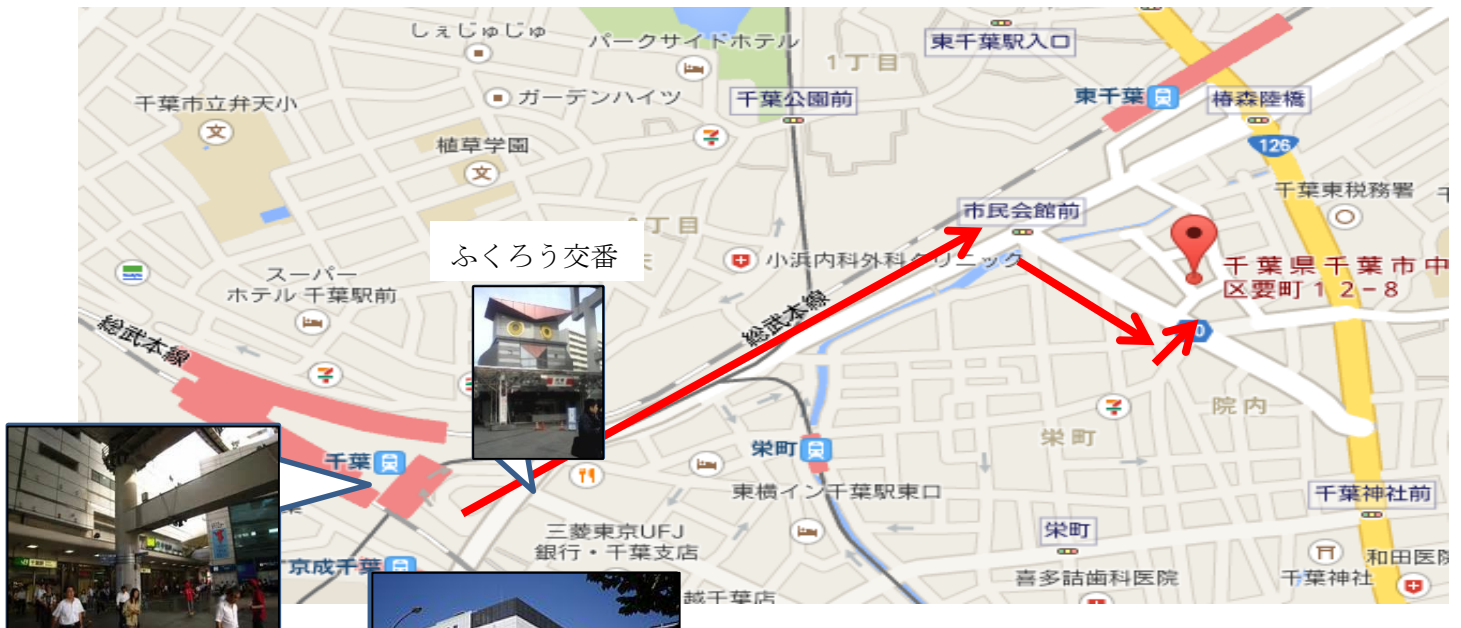 しぇじゅじゅ
パークサイドホテル
東千葉駅入口
1丁目
千葉市立弁天小
文
ガーデンハイツ
千葉公園前
東千葉
椿森陸橋
126
植草学園
文
千葉東税務署
市民会館前
丁目
ふくろう交番
小浜内科外科クリニック
千葉県千葉市中
区要町12-8
スーパー
ホテル 千葉駅前
総武本線
総武本線
院内
千葉
栄町
栄町
東横イン千葉駅東口
千葉神社前
三菱東京UFJ
銀行・千葉支店
栄町
和田医院
京成千葉
喜多詰歯科医院
千葉神社
越千葉店